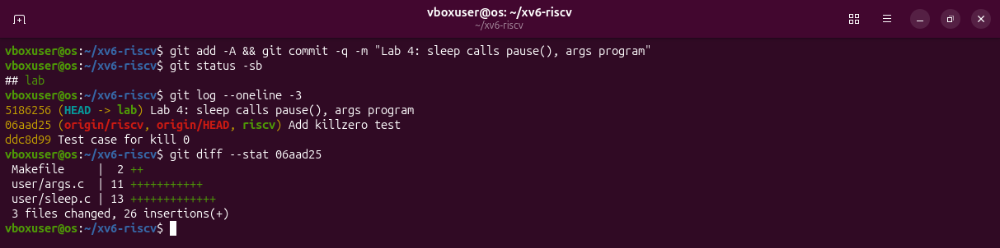 vboxuser@os: ~/xv6-riscv
~/xv6-riscv
vboxuser@os:~/xv6-riscv$ git add -A && git commit -q -m "Lab 4: sleep calls pause(), args program"
vboxuser@os:~/xv6-riscv$ git status -sb
## lab
vboxuser@os:~/xv6-riscv$ git log --oneline -3
5186256 (HEAD -> lab) Lab 4: sleep calls pause(), args program
06aad25 (origin/riscv, origin/HEAD, riscv) Add killzero test
ddc8d99 Test case for kill 0
vboxuser@os:~/xv6-riscv$ git diff --stat 06aad25
 Makefile     |  2 ++
 user/args.c  | 11 +++++++++++
 user/sleep.c | 13 +++++++++++++
 3 files changed, 26 insertions(+)
vboxuser@os:~/xv6-riscv$